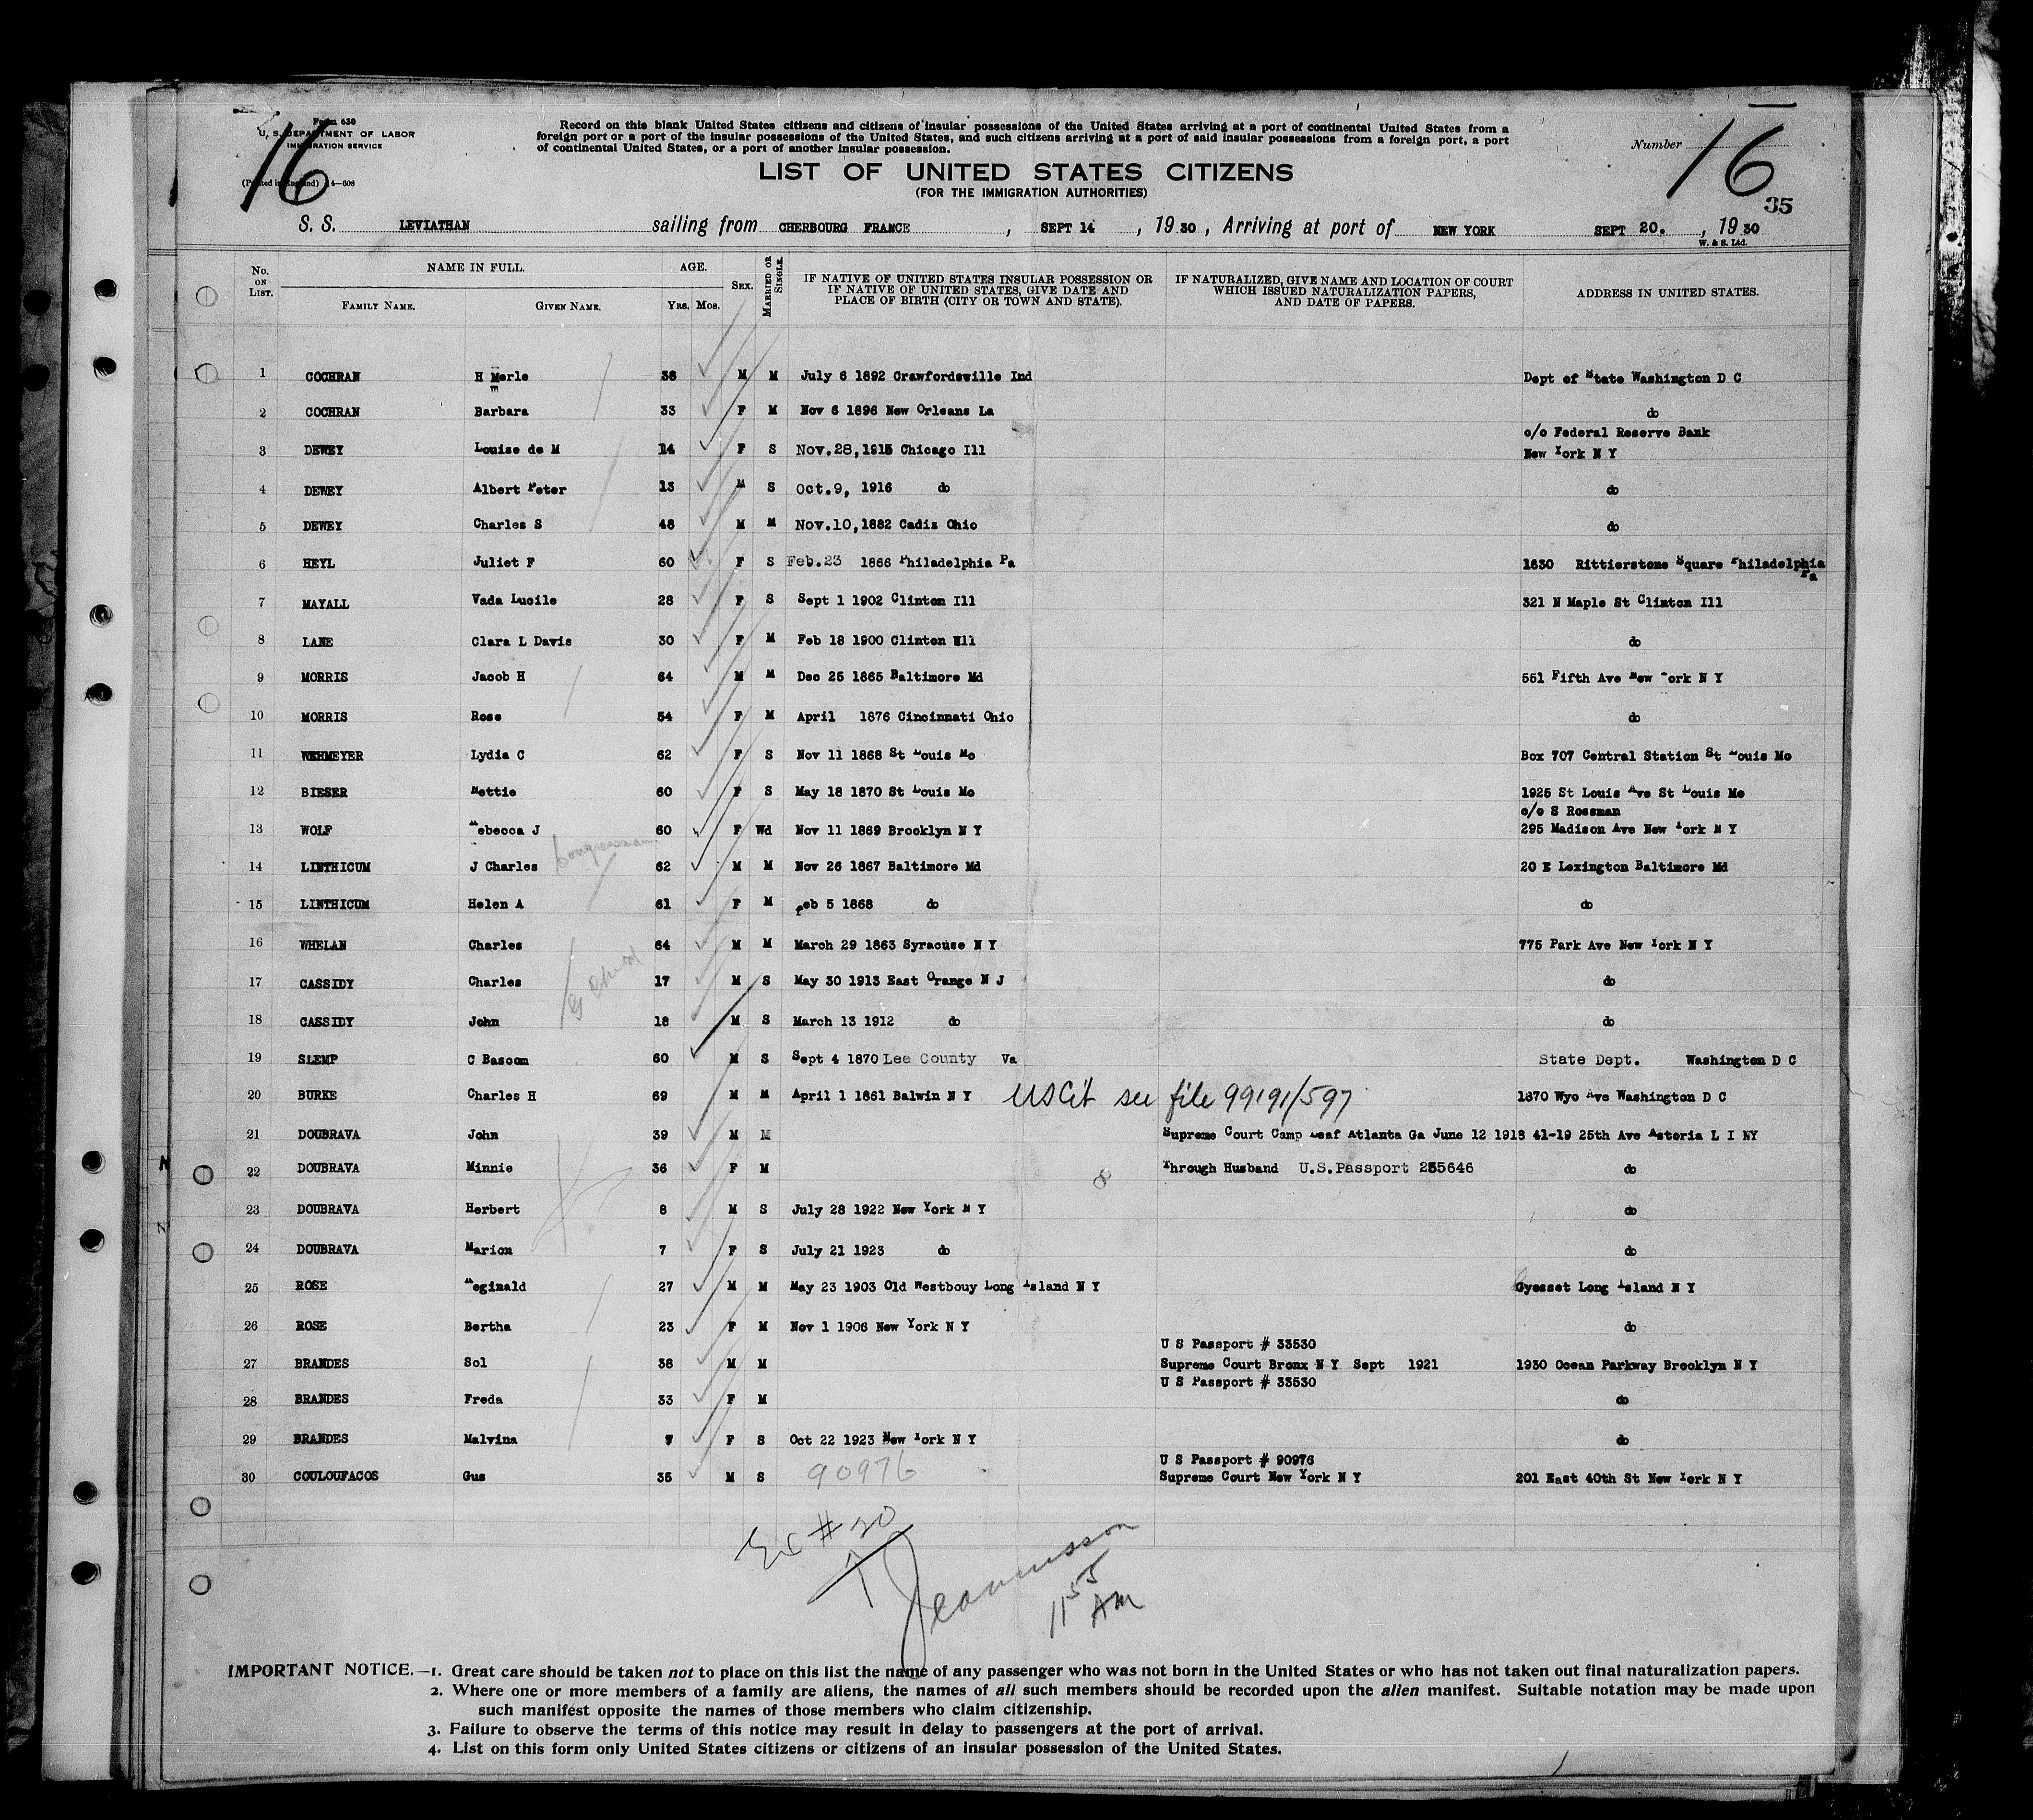 Form 630
U. S. DEPARTMENT OF LABOR
IMMIGRATION SERVICE
(Printed in England) 14—608
16
Record on this blank United States citizens and citizens of insular possessions of the United States arriving at a port of continental United States from a
foreign port or a port of the insular possessions of the United States, and such citizens arriving at a port of said insular possessions from a foreign port, a port
of continental United States, or a port of another insular possession.
LIST OF UNITED STATES CITIZENS
(FOR THE IMMIGRATION AUTHORITIES)
Number 16
35
S. S. LEVIATHAN sailing from CHERBOURG FRANCE , SEPT 14 , 19 30 , Arriving at port of NEW YORK SEPT 20. , 19 30
W. & S. Ltd.
No. ON LIST. NAME IN FULL. AGE. SEX. MARRIED OR SINGLE. IF NATIVE OF UNITED STATES INSULAR POSSESSION OR IF NATIVE OF UNITED STATES, GIVE DATE AND PLACE OF BIRTH (CITY OR TOWN AND STATE). IF NATURALIZED, GIVE NAME AND LOCATION OF COURT WHICH ISSUED NATURALIZATION PAPERS, AND DATE OF PAPERS. ADDRESS IN UNITED STATES.
FAMILY NAME. GIVEN NAME. YRS. MOS.
1 COCHRAN H Merle 38 M M July 6 1892 Crawfordsville Ind Dept of State Washington D C
m
2 COCHRAN Barbara 33 F M Nov 6 1896 New Orleans La do
c/o Federal Reserve Bank
3 DEWEY Louise de M 14 F S Nov.28,1915 Chicago Ill New York N Y
4 DEWEY Albert Peter 13 M S Oct.9, 1916 do do
5 DEWEY Charles S 48 M M Nov.10,1882 Cadis Ohio do
6 HEYL Juliet F 60 F S Feb.23 1866 Philadelphia Pa 1630 Rittierstone Square Philadelphia
Pa
7 MAYALL Vada Lucile 28 F S Sept 1 1902 Clinton Ill 321 N Maple St Clinton Ill
8 LANE Clara L Davis 30 F M Feb 18 1900 Clinton Ill do
9 MORRIS Jacob H 64 M M Dec 25 1865 Baltimore Md 551 Fifth Ave New York N Y
10 MORRIS Rose 54 F M April 1876 Cincinnati Ohio do
11 WEHMEYER Lydia C 62 F S Nov 11 1868 St Louis Mo Box 707 Central Station St Louis Mo
12 BIESER Nettie 60 F S May 18 1870 St Louis Mo 1925 St Louis Ave St Louis Mo
c/o S Rossman
13 WOLF Rebecca J 60 F Wd Nov 11 1869 Brooklyn N Y 295 Madison Ave New York N Y
Congressman
14 LINTHICUM J Charles 62 M M Nov 26 1867 Baltimore Md 20 E Lexington Baltimore Md
15 LINTHICUM Helen A 61 F M Feb 5 1868 do do
16 WHELAN Charles 64 M M March 29 1863 Syracuse N Y 775 Park Ave New York N Y
17 CASSIDY Charles 17 M S May 30 1913 East Orange N J do
18 CASSIDY John 18 M S March 13 1912 do do
19 SLEMP C Bascom 60 M S Sept 4 1870 Lee County Va State Dept. Washington D C
20 BURKE Charles H 69 M M April 1 1861 Balwin N Y US Cit see file 99191/597 1870 Wyo Ave Washington D C
21 DOUBRAVA John 39 M M Supreme Court Camp Leaf Atlanta Ga June 12 1918 41-19 25th Ave Astoria L I NY
22 DOUBRAVA Minnie 36 F M Through Husband U.S.Passport 255646 do
23 DOUBRAVA Herbert 8 M S July 28 1922 New York N Y do
24 DOUBRAVA Marion 7 F S July 21 1923 do do
25 ROSE Reginald 27 M M May 23 1903 Old Westbouy Long Island N Y Gyosset Long Island N Y
26 ROSE Bertha 23 F M Nov 1 1906 New York N Y do
U S Passport # 33530
27 BRANDES Sol 38 M M Supreme Court Bronx N Y Sept 1921 1930 Ocean Parkway Brooklyn N Y
U S Passport # 33530
28 BRANDES Freda 33 F M do
29 BRANDES Malvina 7 F S Oct 22 1923 New York N Y do
U S Passport # 90976
30 COULOUFACOS Gus 35 M S 90976 Supreme Court New York N Y 201 East 40th St New York N Y
# 20
11 55
AM
IMPORTANT NOTICE.—1. Great care should be taken not to place on this list the name of any passenger who was not born in the United States or who has not taken out final naturalization papers.
2. Where one or more members of a family are aliens, the names of all such members should be recorded upon the alien manifest. Suitable notation may be made upon
such manifest opposite the names of those members who claim citizenship.
3. Failure to observe the terms of this notice may result in delay to passengers at the port of arrival.
4. List on this form only United States citizens or citizens of an insular possession of the United States.